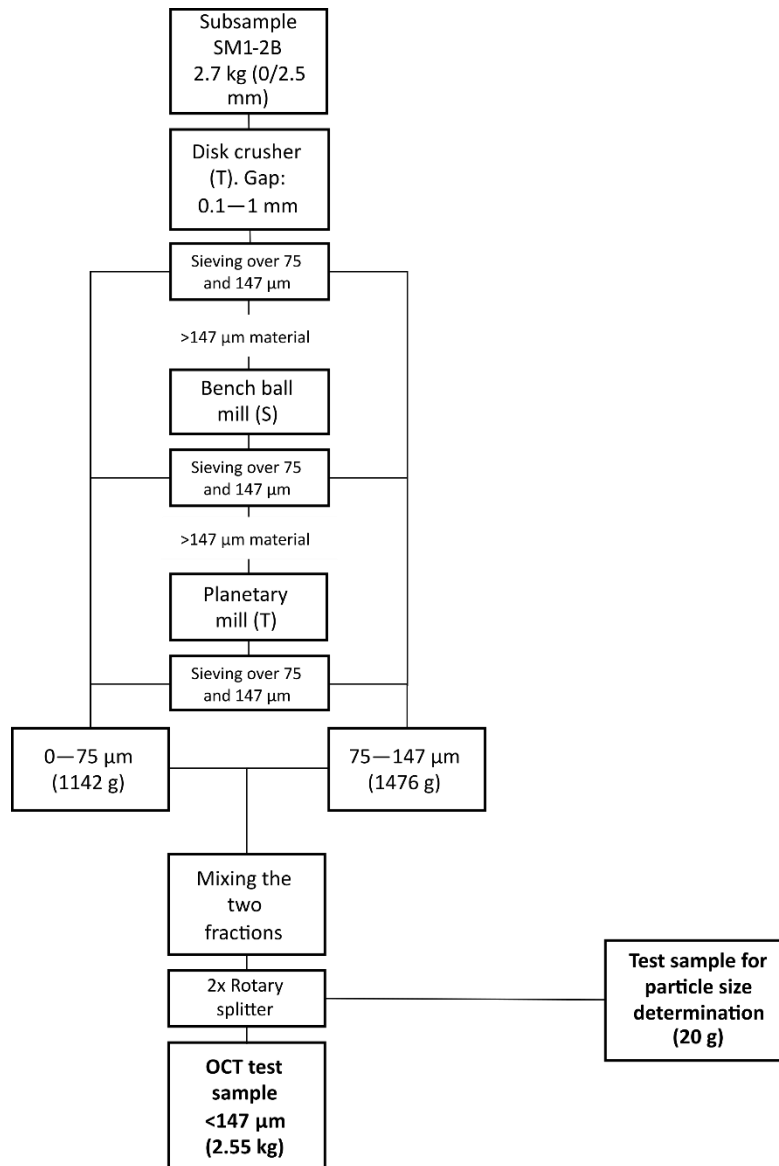 Subsample
SM1-2B
2.7 kg (0/2.5
mm)
Disk crusher
(T). Gap:
0.1—1 mm
Sieving over 75
and 147 µm
>147 µm material
Bench ball
mill (S)
Sieving over 75
and 147 µm
>147 µm material
Planetary
mill (T)
Sieving over 75
and 147 µm
0—75 µm
(1142 g)
75—147 µm
(1476 g)
Mixing the
two
fractions
2x Rotary
splitter
Test sample for
particle size
determination
(20 g)
OCT test
sample
<147 µm
(2.55 kg)